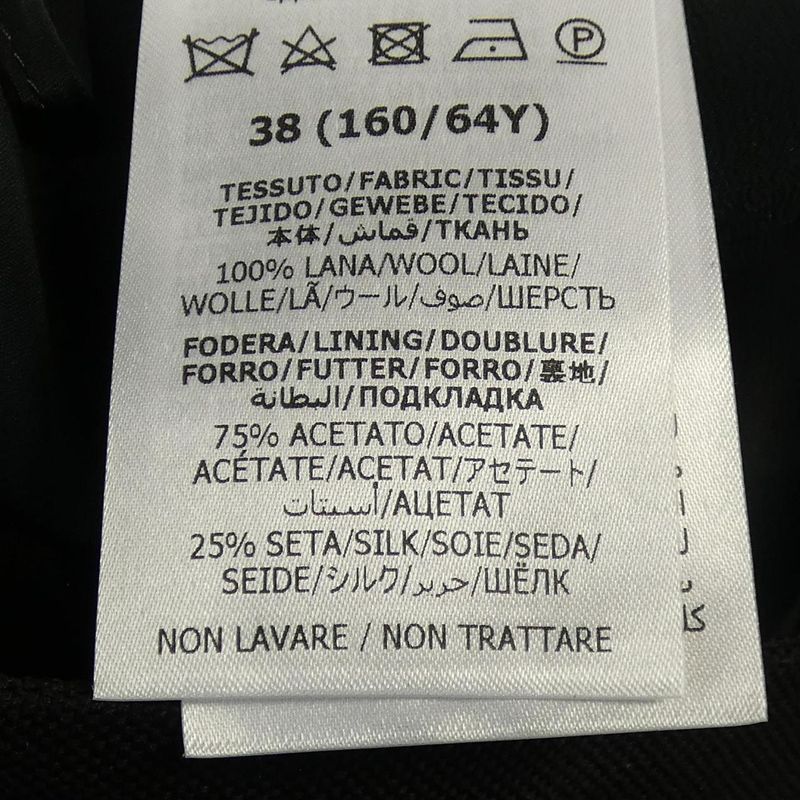 P
38 (160/64Y)
TESSUTO/FABRIC/TISSU/
TEJIDO/GEWEBE/TECIDO/
本体/قماش/ТКАНЬ
100% LANA/WOOL/LAINE/
WOLLE/LÃ/ウール/صوف/ШЕРСТЬ
FODERA/LINING/DOUBLURE/
FORRO/FUTTER/FORRO/裏地/
البطانة/ПОДКЛАДКА
75% ACETATO/ACETATE/
ACÉTATE/ACETAT/アセテート/
أسيتات/АЦЕТАТ
25% SETA/SILK/SOIE/SEDA/
SEIDE/シルク/حرير/ШЁЛК
NON LAVARE / NON TRATTARE